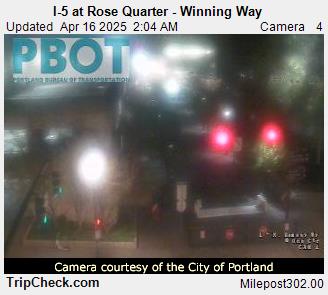 I-5 at Rose Quarter - Winning Way
Updated Apr 16 2025 2:04 AM Camera 4
PBOT
PORTLAND BUREAU OF TRANSPORTATION
Camera courtesy of the City of Portland
TripCheck.com Milepost302.00